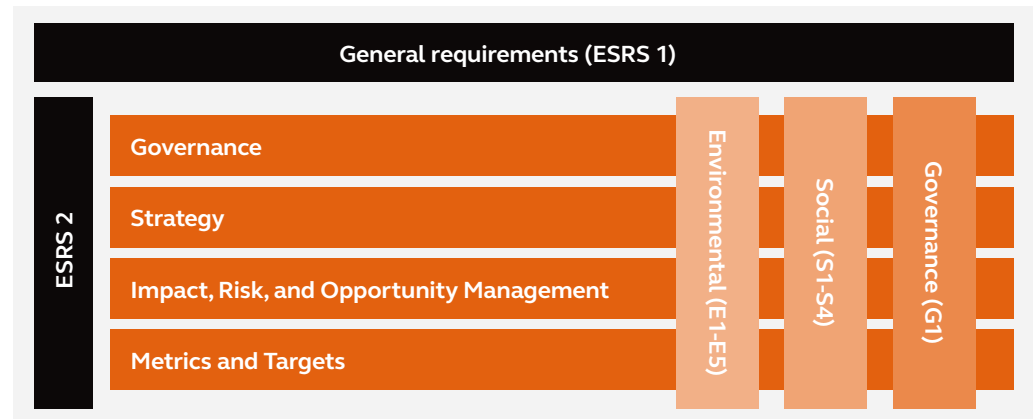 General requirements (ESRS 1)
ESRS 2
Governance
Strategy
Impact, Risk, and Opportunity Management
Metrics and Targets
Environmental (E1-E5)
Social (S1-S4)
Governance (G1)